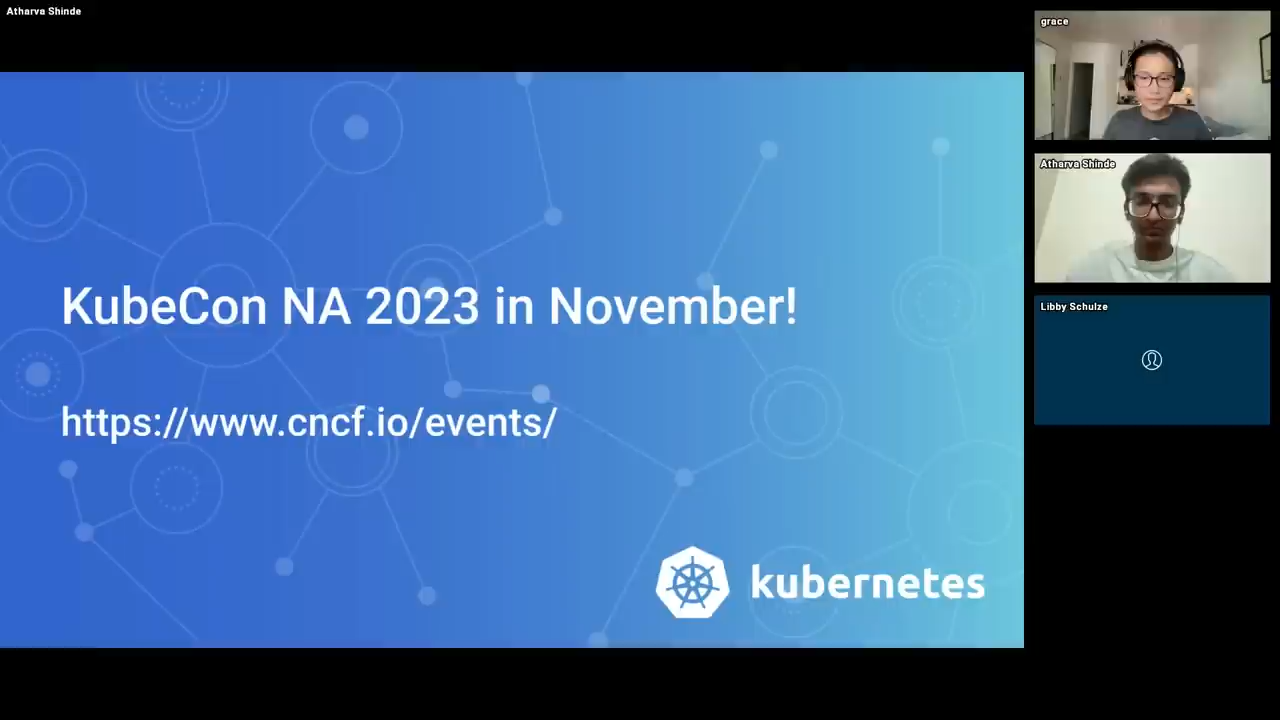 Atharva Shinde
KubeCon NA 2023 in November!
https://www.cncf.io/events/
kubernetes
grace
Atharva Shinde
Libby Schulze